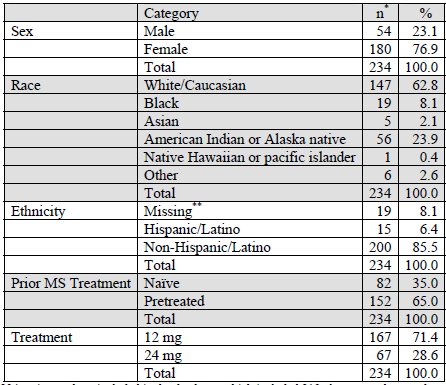 Category n* %
Sex Male 54 23.1
Female 180 76.9
Total 234 100.0
Race White/Caucasian 147 62.8
Black 19 8.1
Asian 5 2.1
American Indian or Alaska native 56 23.9
Native Hawaiian or pacific islander 1 0.4
Other 6 2.6
Total 234 100.0
Ethnicity Missing** 19 8.1
Hispanic/Latino 15 6.4
Non-Hispanic/Latino 200 85.5
Total 234 100.0
Prior MS Treatment Naïve 82 35.0
Pretreated 152 65.0
Total 234 100.0
Treatment 12 mg 167 71.4
24 mg 67 28.6
Total 234 100.0